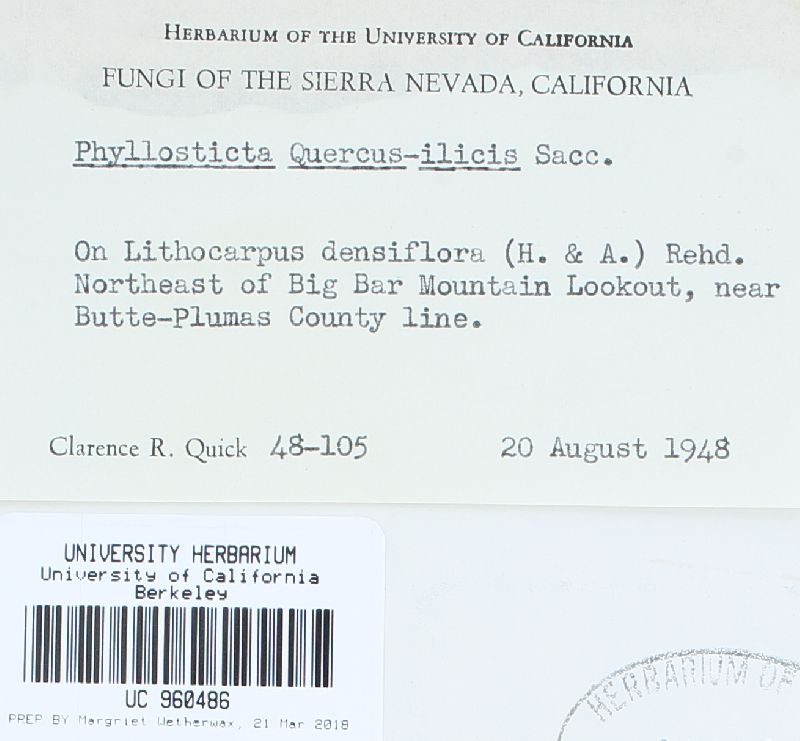 HERBARIUM OF THE UNIVERSITY OF CALIFORNIA
FUNGI OF THE SIERRA NEVADA, CALIFORNIA
Phyllosticta Quercus-ilicis Sacc.
On Lithocarpus densiflora (H. & A.) Rehd.
Northeast of Big Bar Mountain Lookout, near
Butte-Plumas County line.
Clarence R. Quick 48-105 20 August 1948
UNIVERSITY HERBARIUM
University of California
Berkeley
UC 960486
PREP BY Margriet Wetherwax, 21 Mar 2018
HERBARIUM OF